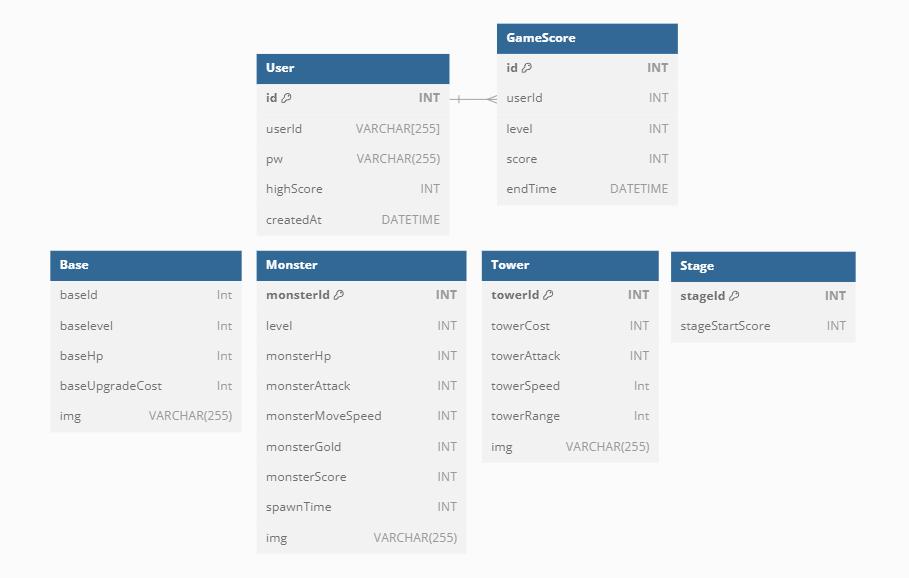 User
id INT
userId VARCHAR[255]
pw VARCHAR(255)
highScore INT
createdAt DATETIME
GameScore
id INT
userId INT
level INT
score INT
endTime DATETIME
Base
baseId Int
baselevel Int
baseHp Int
baseUpgradeCost Int
img VARCHAR(255)
Monster
monsterId INT
level INT
monsterHp INT
monsterAttack INT
monsterMoveSpeed INT
monsterGold INT
monsterScore INT
spawnTime INT
img VARCHAR(255)
Tower
towerId INT
towerCost INT
towerAttack INT
towerSpeed Int
towerRange Int
img VARCHAR(255)
Stage
stageId INT
stageStartScore INT